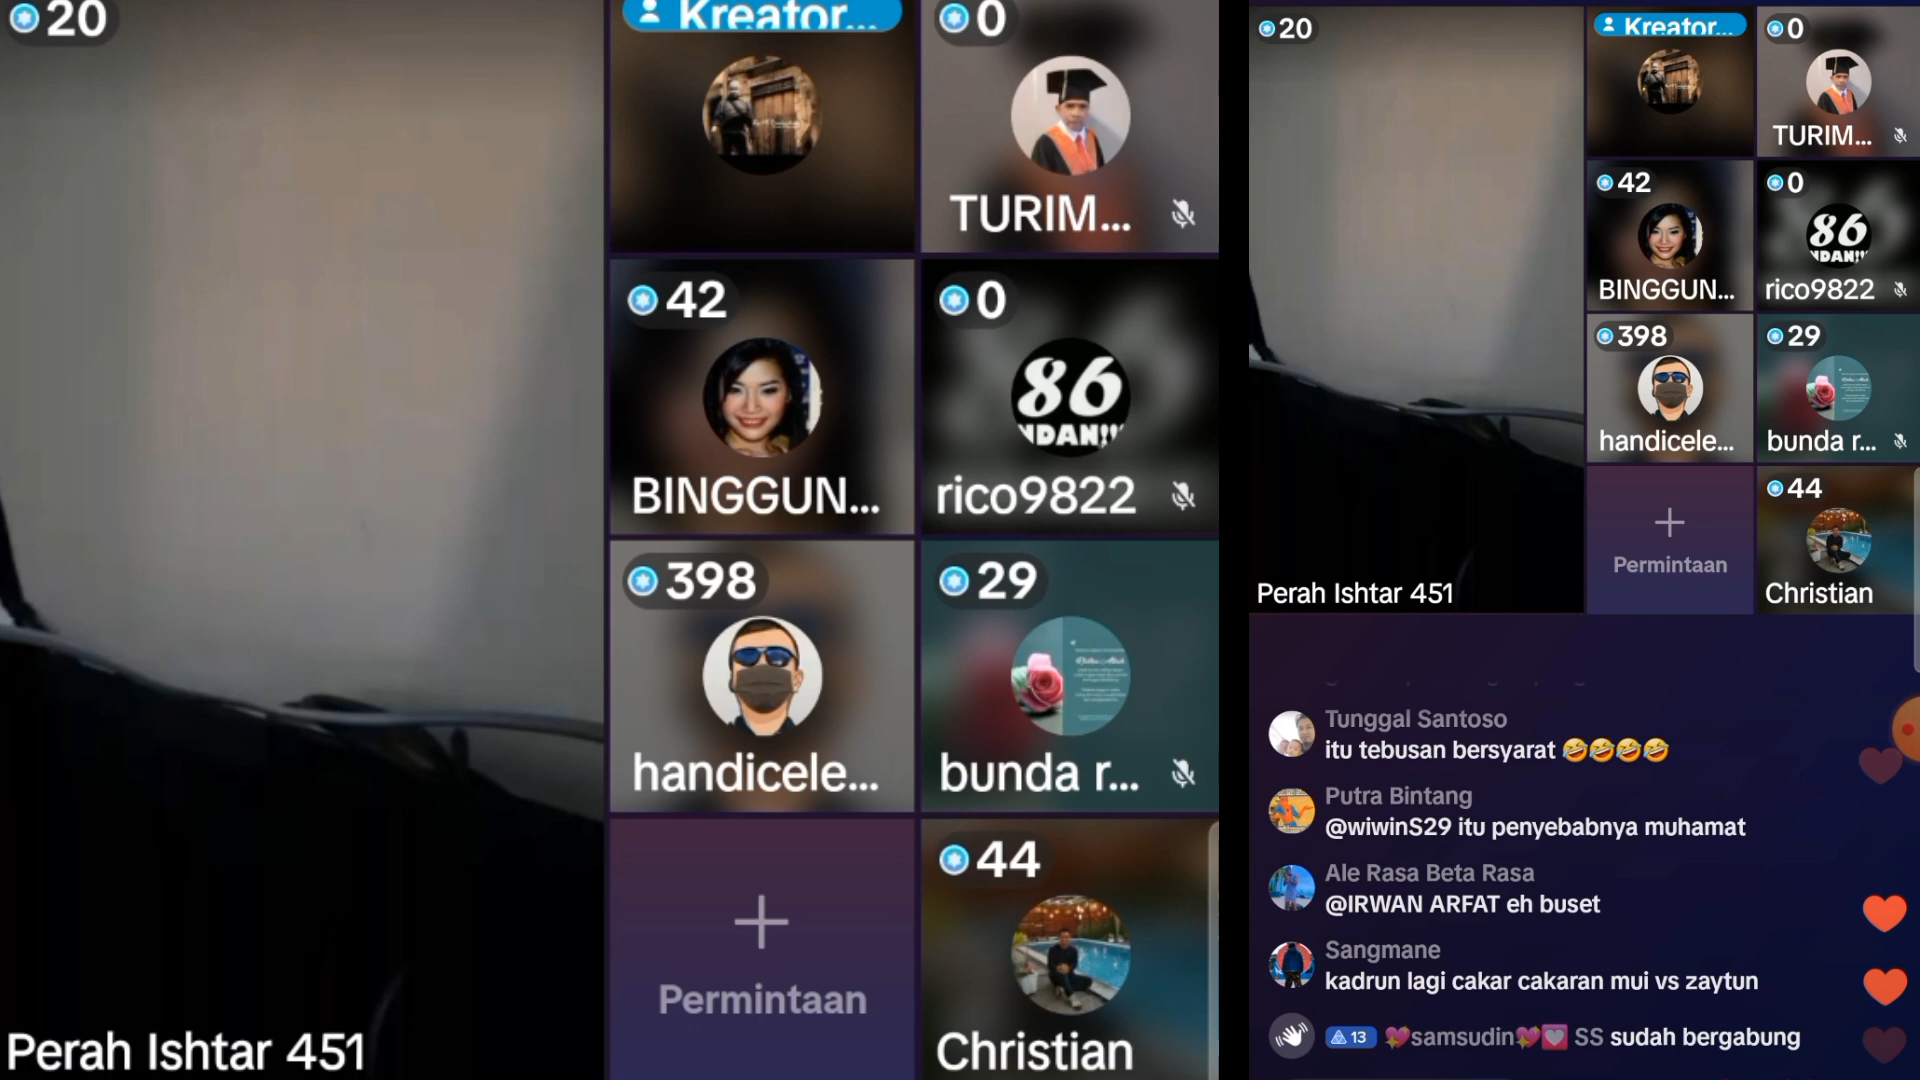 20
Kreator...
0
TURIM...
42
BINGGUN...
0
86
NDAN!!!
rico9822
398
handicele...
29
bunda r...
Permintaan
44
Christian
Perah Ishtar 451
20
Kreator...
0
TURIM...
42
BINGGUN...
0
86
NDAN!!!
rico9822
398
handicele...
29
bunda r...
Permintaan
44
Christian
Perah Ishtar 451
Tunggal Santoso
itu tebusan bersyarat 🤣🤣🤣🤣
Putra Bintang
@wiwinS29 itu penyebabnya muhamat
Ale Rasa Beta Rasa
@IRWAN ARFAT eh buset
Sangmane
kadrun lagi cakar cakaran mui vs zaytun
13 💖samsudin💖💟 SS sudah bergabung